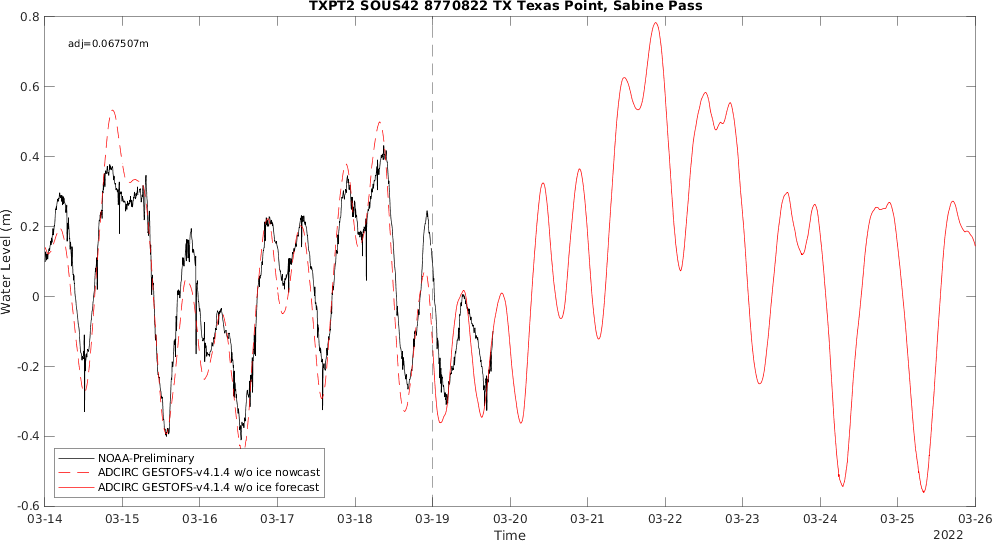 TXPT2 SOUS42 8770822 TX Texas Point, Sabine Pass
adj=0.067507m
0.8
0.6
0.4
0.2
0
-0.2
-0.4
-0.6
Water Level (m)
NOAA-Preliminary
ADCIRC GESTOFS-v4.1.4 w/o ice nowcast
ADCIRC GESTOFS-v4.1.4 w/o ice forecast
03-14 03-15 03-16 03-17 03-18 03-19 03-20 03-21 03-22 03-23 03-24 03-25 03-26
Time
2022